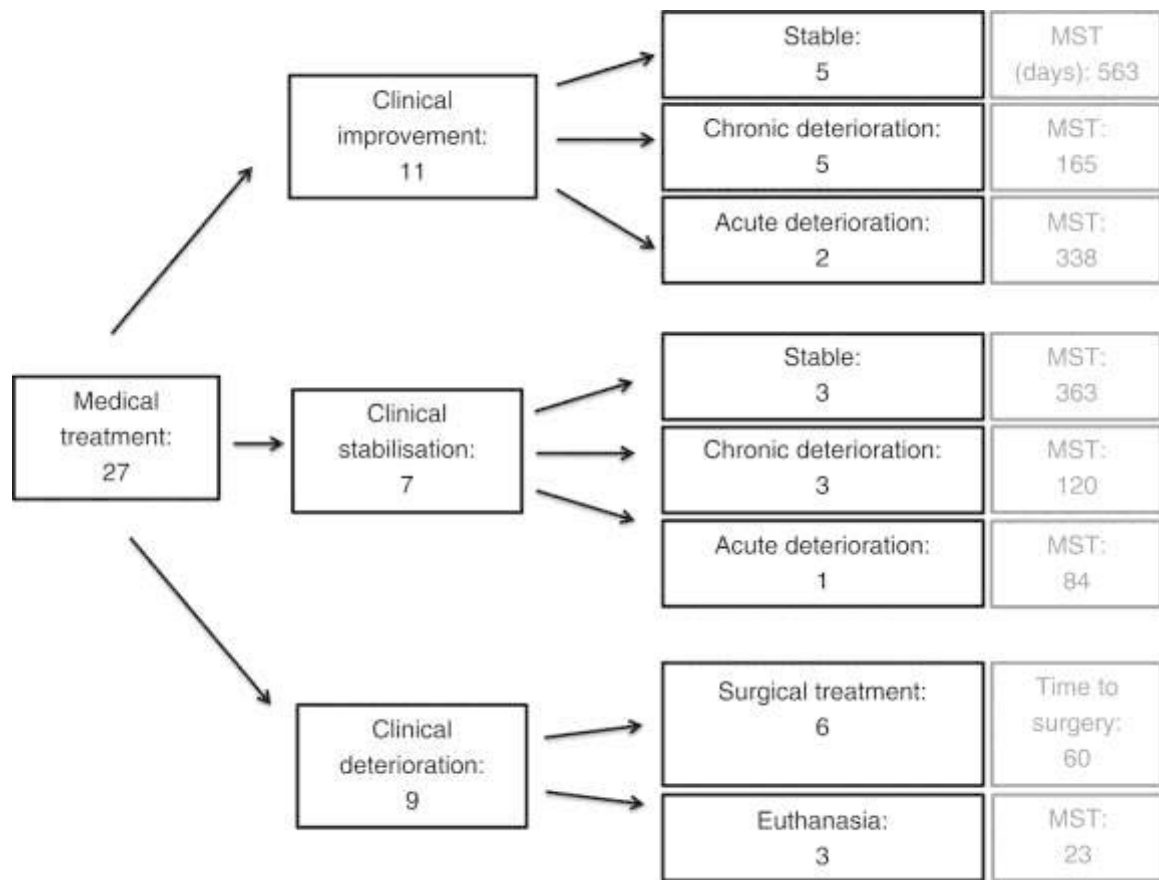 Medical
treatment:
27
Clinical
improvement:
11
Stable:
5
MST
(days): 563
Chronic deterioration:
5
MST:
165
Acute deterioration:
2
MST:
338
Clinical
stabilisation:
7
Stable:
3
MST:
363
Chronic deterioration:
3
MST:
120
Acute deterioration:
1
MST:
84
Clinical
deterioration:
9
Surgical treatment:
6
Time to
surgery:
60
Euthanasia:
3
MST:
23